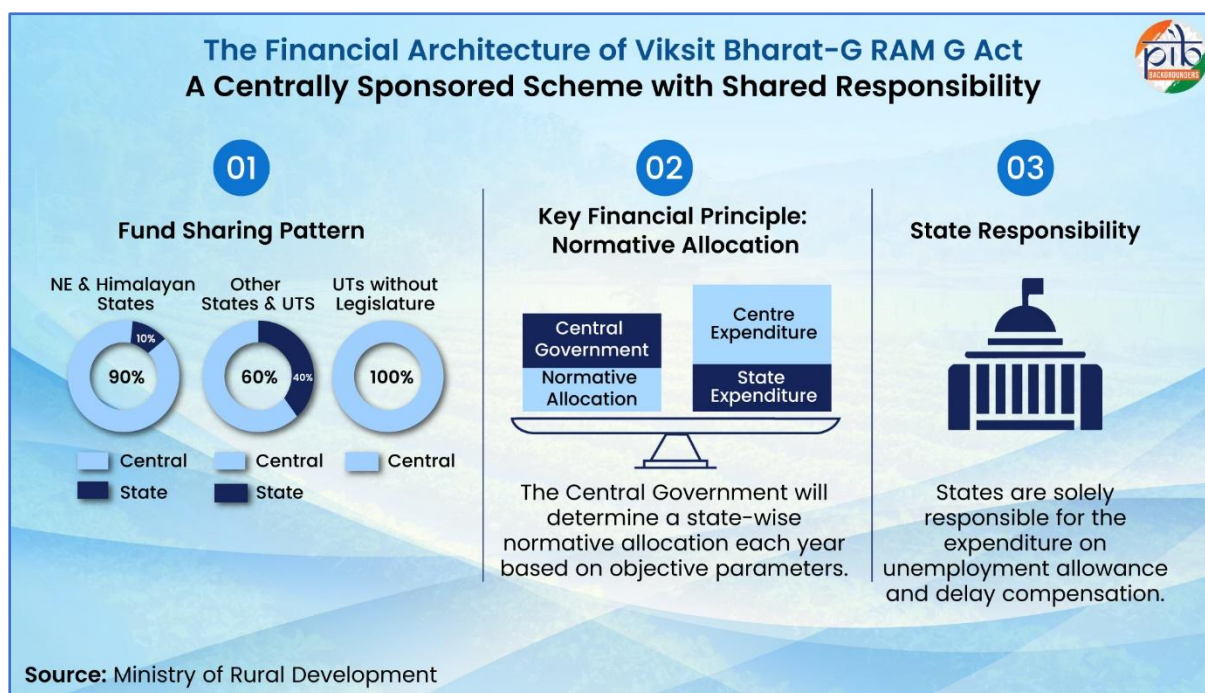 The Financial Architecture of Viksit Bharat-G RAM G Act
A Centrally Sponsored Scheme with Shared Responsibility
pib
BACKGROUNDERS
01
Fund Sharing Pattern
NE & Himalayan
States
10%
90%
Central
State
Other
States & UTS
60%
40%
Central
State
UTs without
Legislature
100%
Central
02
Key Financial Principle:
Normative Allocation
Central
Government
Normative
Allocation
Centre
Expenditure
State
Expenditure
The Central Government will
determine a state-wise
normative allocation each year
based on objective parameters.
03
State Responsibility
States are solely
responsible for the
expenditure on
unemployment allowance
and delay compensation.
Source: Ministry of Rural Development